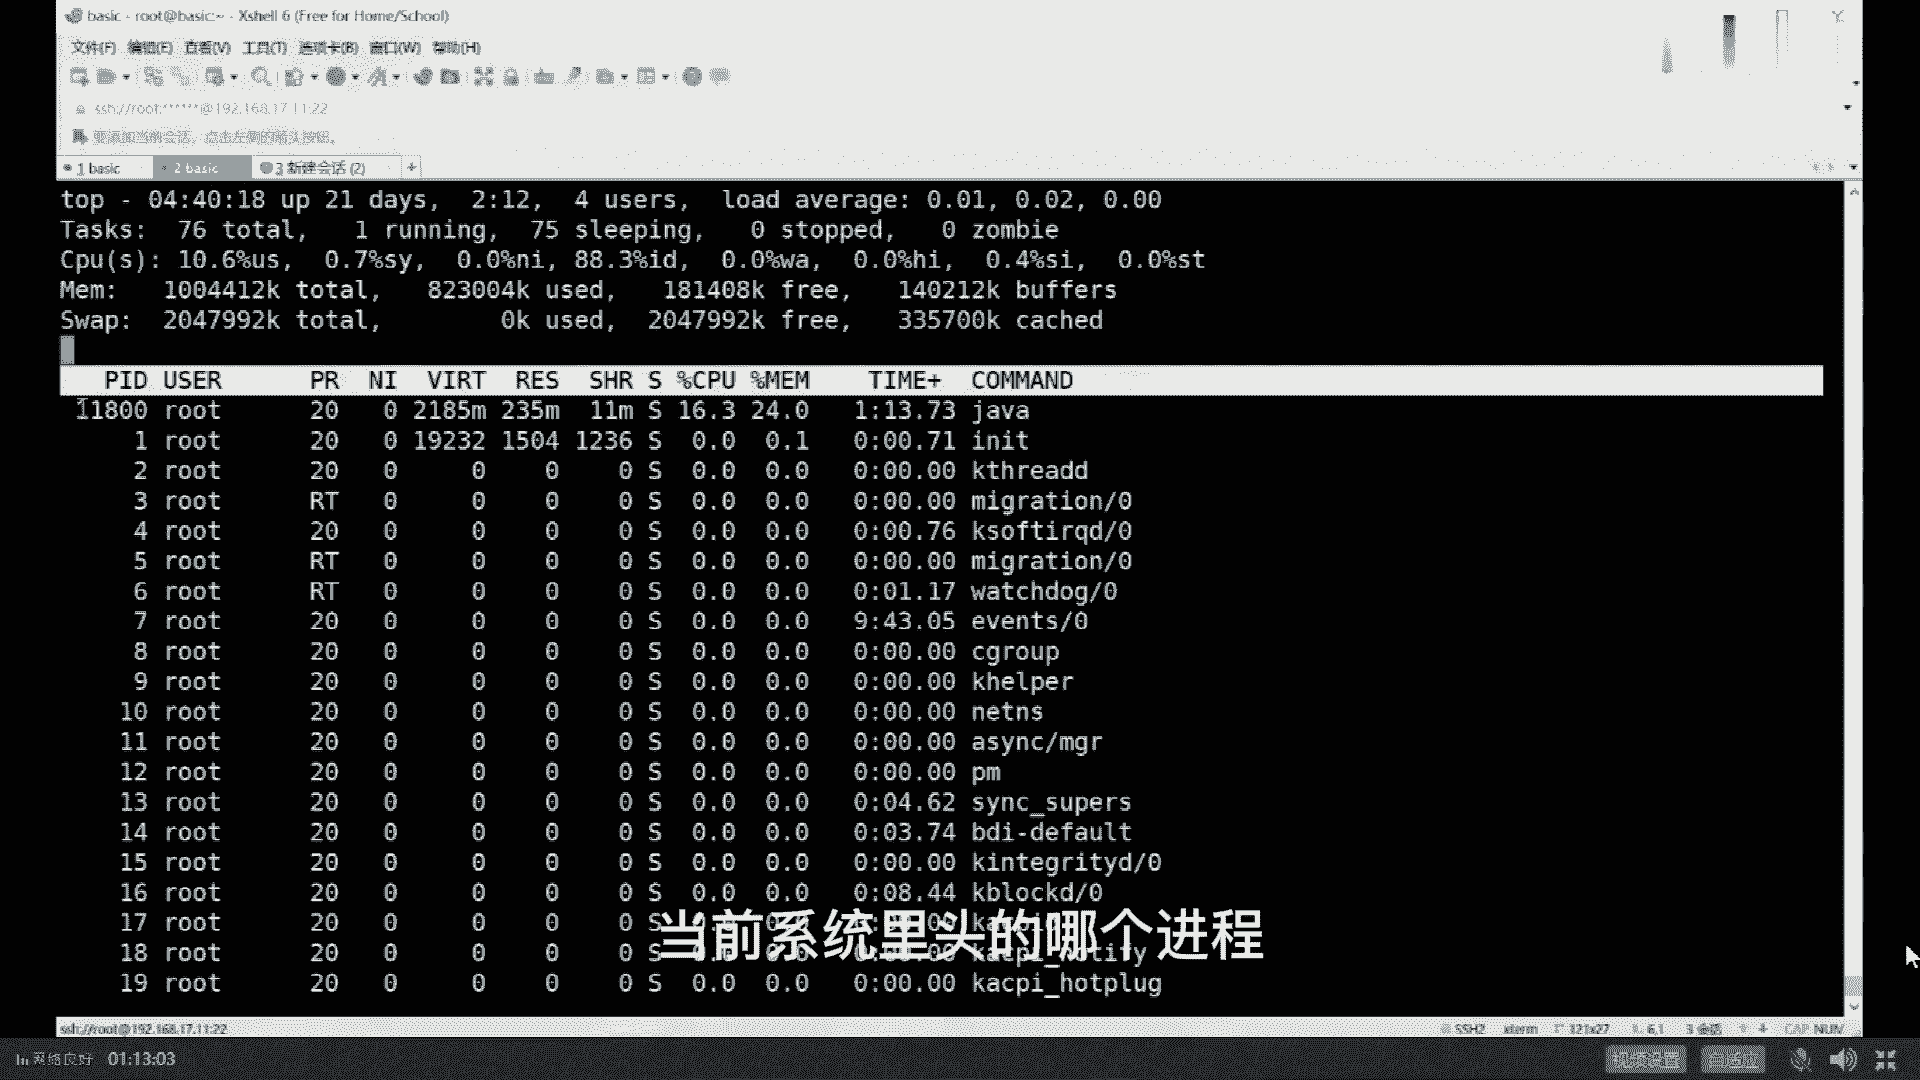 basic - root@basic:~ - Xshell 6 (Free for Home/School)
文件(F) 编辑(E) 查看(V) 工具(T) 选项卡(B) 窗口(W) 帮助(H)
ssh://root:******@192.168.17.11:22
要添加当前会话，点击左侧的箭头按钮。
1 basic 2 basic 3 新建会话 (2) +
top - 04:40:18 up 21 days,  2:12,  4 users,  load average: 0.01, 0.02, 0.00
Tasks:  76 total,   1 running,  75 sleeping,   0 stopped,   0 zombie
Cpu(s): 10.6%us,  0.7%sy,  0.0%ni, 88.3%id,  0.0%wa,  0.0%hi,  0.4%si,  0.0%st
Mem:   1004412k total,   823004k used,   181408k free,   140212k buffers
Swap:  2047992k total,        0k used,  2047992k free,   335700k cached
PID USER      PR  NI  VIRT  RES  SHR S %CPU %MEM    TIME+  COMMAND
11800 root      20   0 2185m 235m  11m S 16.3 24.0   1:13.73 java
1 root      20   0 19232 1504 1236 S  0.0  0.1   0:00.71 init
2 root      20   0     0    0    0 S  0.0  0.0   0:00.00 kthreadd
3 root      RT   0     0    0    0 S  0.0  0.0   0:00.00 migration/0
4 root      20   0     0    0    0 S  0.0  0.0   0:00.76 ksoftirqd/0
5 root      RT   0     0    0    0 S  0.0  0.0   0:00.00 migration/0
6 root      RT   0     0    0    0 S  0.0  0.0   0:01.17 watchdog/0
7 root      20   0     0    0    0 S  0.0  0.0   9:43.05 events/0
8 root      20   0     0    0    0 S  0.0  0.0   0:00.00 cgroup
9 root      20   0     0    0    0 S  0.0  0.0   0:00.00 khelper
10 root      20   0     0    0    0 S  0.0  0.0   0:00.00 netns
11 root      20   0     0    0    0 S  0.0  0.0   0:00.00 async/mgr
12 root      20   0     0    0    0 S  0.0  0.0   0:00.00 pm
13 root      20   0     0    0    0 S  0.0  0.0   0:04.62 sync_supers
14 root      20   0     0    0    0 S  0.0  0.0   0:03.74 bdi-default
15 root      20   0     0    0    0 S  0.0  0.0   0:00.00 kintegrityd/0
16 root      20   0     0    0    0 S  0.0  0.0   0:08.44 kblockd/0
17 root      20   0     0    0    0
18 root      20   0     0    0    0
当前系统里头的哪个进程
19 root      20   0     0    0    0 S  0.0  0.0   0:00.00 kacpi_hotplug
ssh://root@192.168.17.11:22 SSH2 xterm 121x27 6,1 3 会话 CAP NUM
网络良好 01:13:03 视频设置 自适应